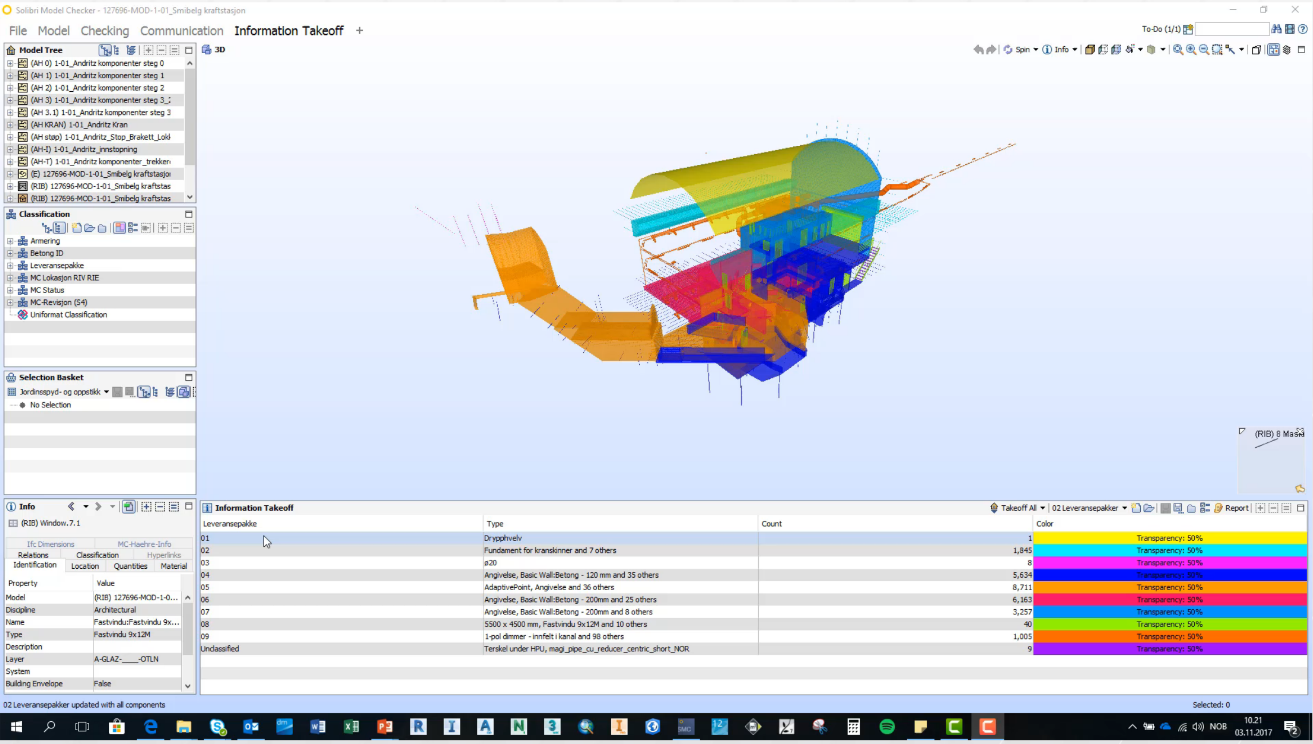 Solibri Model Checker - 127696-MOD-1-01_Smibelg kraftstasjon
File Model Checking Communication Information Takeoff +
To-Do (1/1)
Model Tree
3D
Spin Info
(AH 0) 1-01_Andritz komponenter steg 0
(AH 1) 1-01_Andritz komponenter steg 1
(AH 2) 1-01_Andritz komponenter steg 2
(AH 3) 1-01_Andritz komponenter steg 3_2
(AH 3.1) 1-01_Andritz komponenter steg 3
(AH KRAN) 1-01_Andritz Kran
(AH støp) 1-01_Andritz_Stop_Brakett_Lokk
(AH-I) 1-01_Andritz_innstopning
(AH-T) 1-01_Andritz komponenter_trekker
(E) 127696-MOD-1-01_Smibelg kraftstasjo
(RIB) 127696-MOD-1-01_Smibelg kraftstas
(RIB) 127696-MOD-1-01_Smibelg kraftstas
Classification
Armering
Betong ID
Leveransepakke
MC Lokasjon RIV RIE
MC Status
MC-Revisjon (S4)
Uniformat Classification
Selection Basket
Jordinsspyd- og oppstikk
No Selection
(RIB) 8 Maski
Info
(RIB) Window.7.1
Ifc Dimensions MC-Haehre-Info
Relations Classification Hyperlinks
Identification Location Quantities Material
Property Value
Model (RIB) 127696-MOD-1-0...
Discipline Architectural
Name Fastvindu:Fastvindu 9x...
Type Fastvindu 9x12M
Description
Layer A-GLAZ-____-OTLN
System
Building Envelope False
Information Takeoff
Takeoff All 02 Leveransepakker Report
Leveransepakke Type Count Color
01 Drypphvelv 1 Transparency: 50%
02 Fundament for kranskinner and 7 others 1,845 Transparency: 50%
03 ø20 8 Transparency: 50%
04 Angivelse, Basic Wall:Betong - 120 mm and 35 others 5,634 Transparency: 50%
05 AdaptivePoint, Angivelse and 36 others 8,711 Transparency: 50%
06 Angivelse, Basic Wall:Betong - 200mm and 25 others 6,163 Transparency: 50%
07 Angivelse, Basic Wall:Betong - 200mm and 8 others 3,257 Transparency: 50%
08 5500 x 4500 mm, Fastvindu 9x12M and 10 others 40 Transparency: 50%
09 1-pol dimmer - innfelt i kanal and 98 others 1,005 Transparency: 50%
Unclassified Terskel under HPU, magi_pipe_cu_reducer_centric_short_NOR 9 Transparency: 50%
02 Leveransepakker updated with all components
Selected: 0
NOB
10.21
03.11.2017